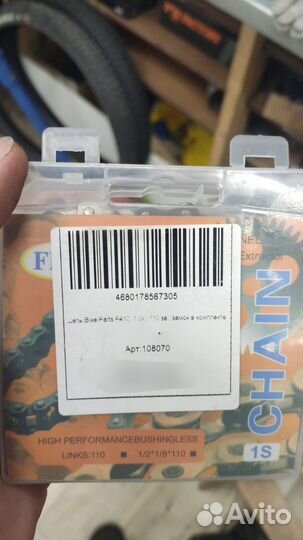 4680178567305
Цепь Bike Parts F410, 1 ск., 110 зв., замок в комплекте
Арт:108070
Extractor
CHAIN
1S
HIGH PERFORMANCEBUSHINGLESS
LINKS:110 ■ 1/2*1/8*110 ■
Avito